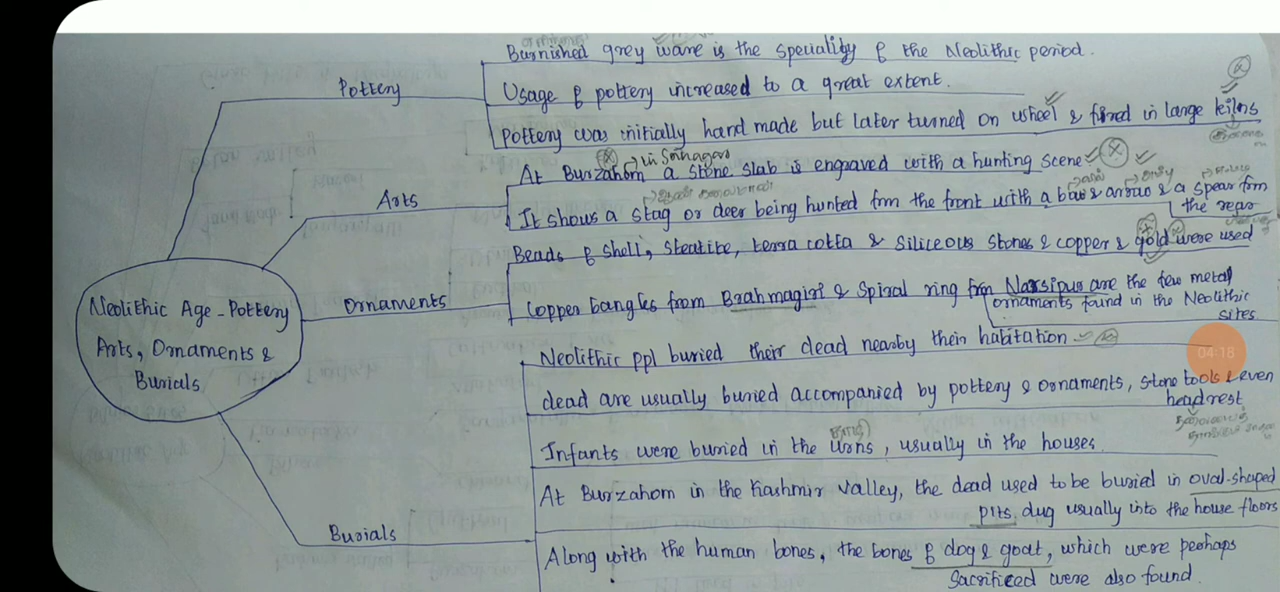 Pottery
Burnished grey ware is the speciality of the Neolithic period.
Usage of pottery increased to a great extent.
Pottery was initially hand made but later turned on wheel & fired in large kilns
Arts
At Burzahom a stone slab is engraved with a hunting scene
in Srinagar
It shows a stag or deer being hunted frm the front with a bow & arrow & a spear frm
the rear
Ornaments
Beads of shell, steatite, terra cotta & siliceous stones & copper & gold were used
Copper bangles from Brahmagiri & Spiral ring frm Narsipur are the few metal
ornaments found in the Neolithic
sites
Neolithic Age - Pottery
Arts, Ornaments &
Burials
04:18
Burials
Neolithic ppl buried their dead nearby their habitation
dead are usually buried accompanied by pottery & ornaments, stone tools & even
headrest
Infants were buried in the urns, usually in the houses.
At Burzahom in the Kashmir Valley, the dead used to be buried in oval-shaped
pits. dug usually into the house floors
Along with the human bones, the bones of dog & goat, which were perhaps
sacrificed were also found.